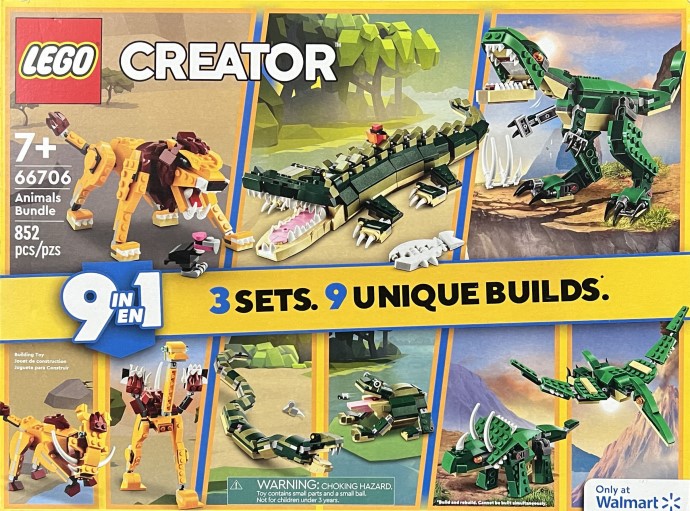 LEGO
CREATOR™
7+
66706
Animals
Bundle
852
pcs/pzs
9 IN EN 1
3 SETS. 9 UNIQUE BUILDS.*
Building Toy
Jouet de construction
Juguete para Construir
WARNING: CHOKING HAZARD.
Toy contains small parts and a small ball.
Not for children under 3 years.
*Build and rebuild. Cannot be built simultaneously.
Only at
Walmart